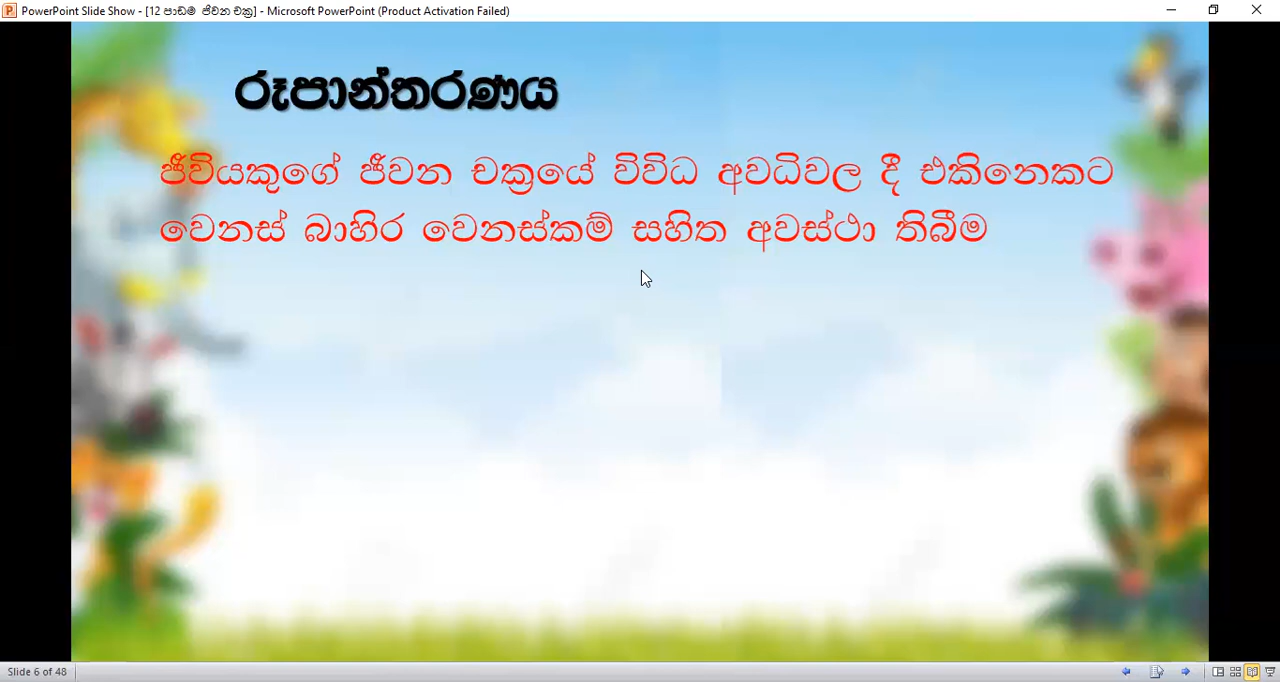 PowerPoint Slide Show - [12 පාඩම ජීවන චක්‍ර] - Microsoft PowerPoint (Product Activation Failed)
රූපාන්තරණය
ජීවියකුගේ ජීවන චක්‍රයේ විවිධ අවධිවල දී එකිනෙකට
වෙනස් බාහිර වෙනස්කම් සහිත අවස්ථා තිබීම
Slide 6 of 48